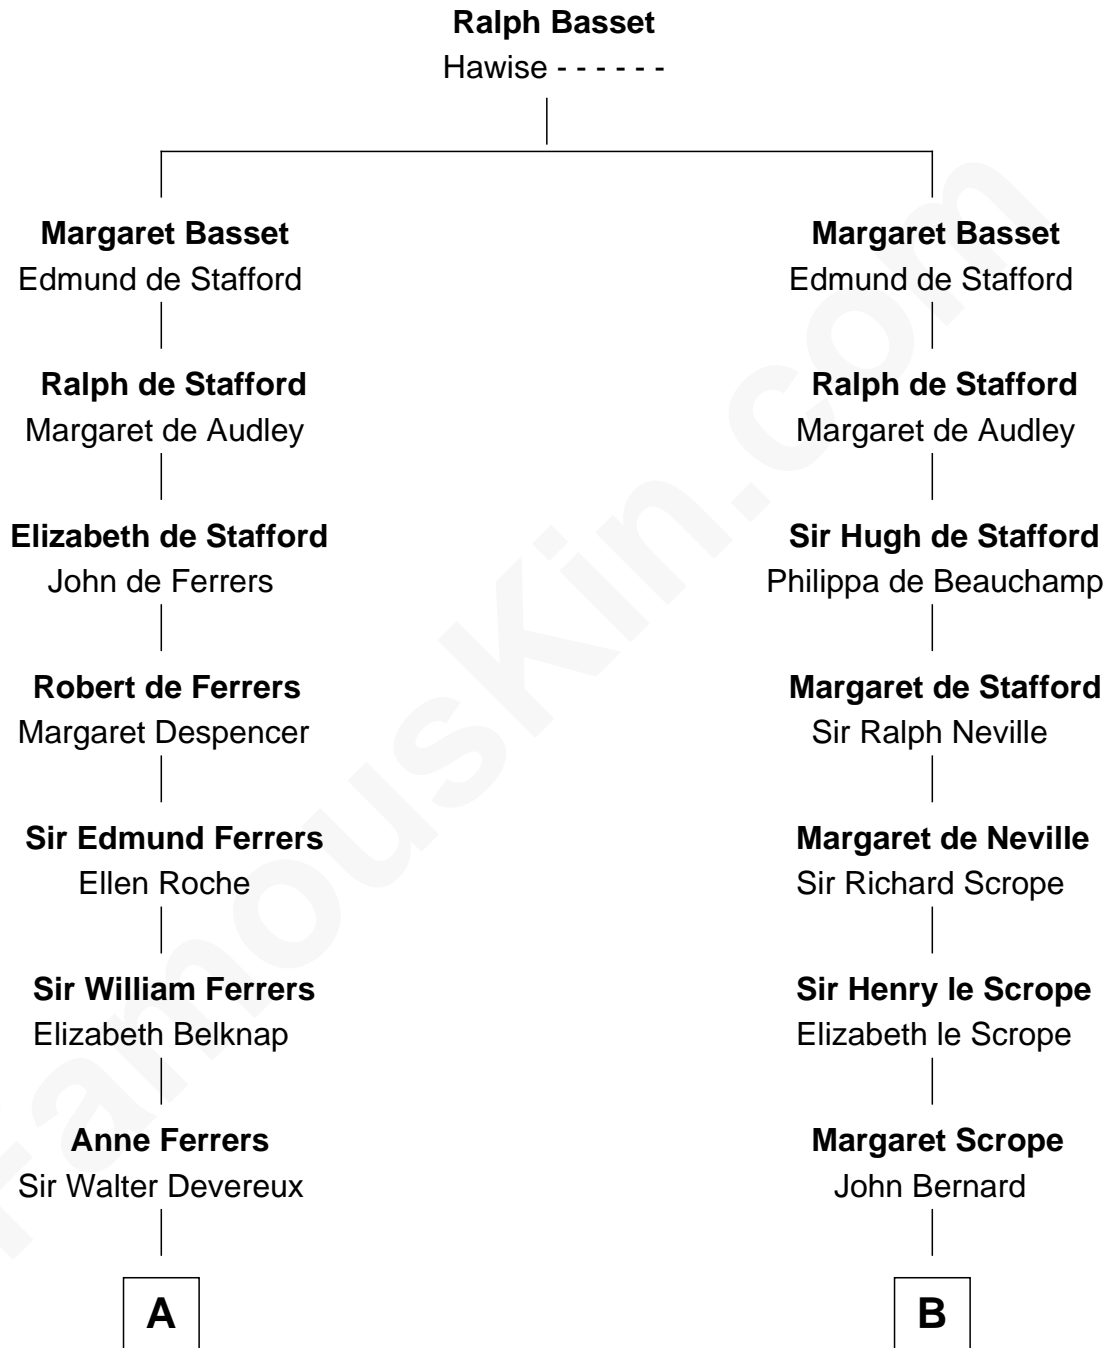 Ralph Basset
Hawise - - - - - -
Margaret Basset
Edmund de Stafford
Margaret Basset
Edmund de Stafford
Ralph de Stafford
Margaret de Audley
Ralph de Stafford
Margaret de Audley
Elizabeth de Stafford
John de Ferrers
Sir Hugh de Stafford
Philippa de Beauchamp
Robert de Ferrers
Margaret Despencer
Margaret de Stafford
Sir Ralph Neville
Sir Edmund Ferrers
Ellen Roche
Margaret de Neville
Sir Richard Scrope
Sir William Ferrers
Elizabeth Belknap
Sir Henry le Scrope
Elizabeth le Scrope
Anne Ferrers
Sir Walter Devereux
Margaret Scrope
John Bernard
A
B
FamousKin.com